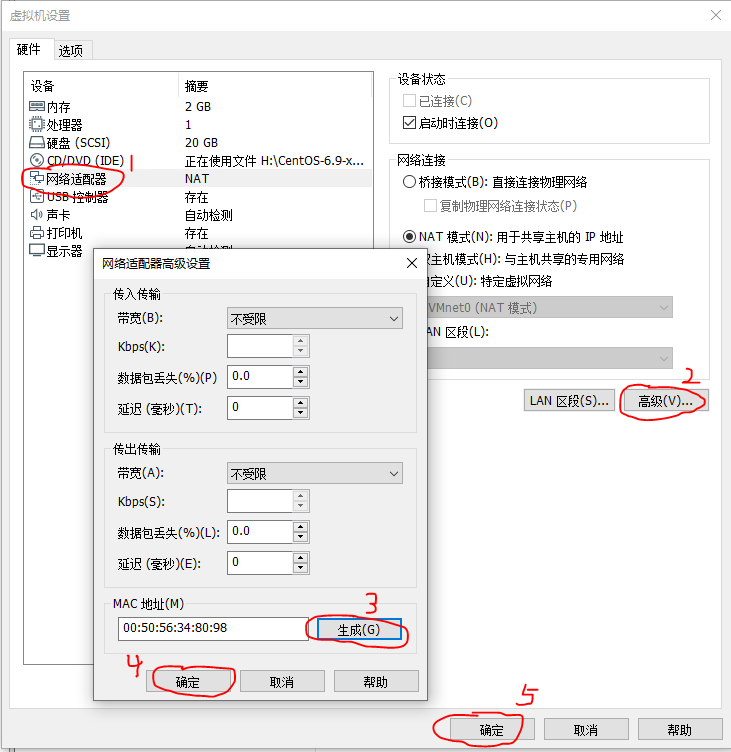 虚拟机设置
硬件 选项
设备 摘要
内存 2 GB
处理器 1
硬盘 (SCSI) 20 GB
CD/DVD (IDE) 正在使用文件 H:\CentOS-6.9-x...
1
网络适配器 NAT
USB 控制器 存在
声卡 自动检测
打印机 存在
显示器 自动检测
设备状态
已连接(C)
启动时连接(O)
网络连接
桥接模式(B): 直接连接物理网络
复制物理网络连接状态(P)
NAT 模式(N): 用于共享主机的 IP 地址
主机模式(H): 与主机共享的专用网络
定义(U): 特定虚拟网络
VMnet0 (NAT 模式)
AN 区段(L):
2
LAN 区段(S)... 高级(V)...
网络适配器高级设置
传入传输
带宽(B): 不受限
Kbps(K):
数据包丢失(%)(P) 0.0
延迟 (毫秒)(T): 0
传出传输
带宽(A): 不受限
Kbps(S):
数据包丢失(%)(L): 0.0
延迟 (毫秒)(E): 0
MAC 地址(M)
3
00:50:56:34:80:98 生成(G)
4
确定 取消 帮助
5
确定 取消 帮助